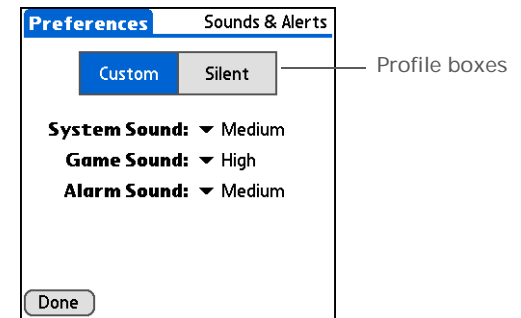 Preferences Sounds & Alerts
Custom Silent Profile boxes
System Sound: Medium
Game Sound: High
Alarm Sound: Medium
Done